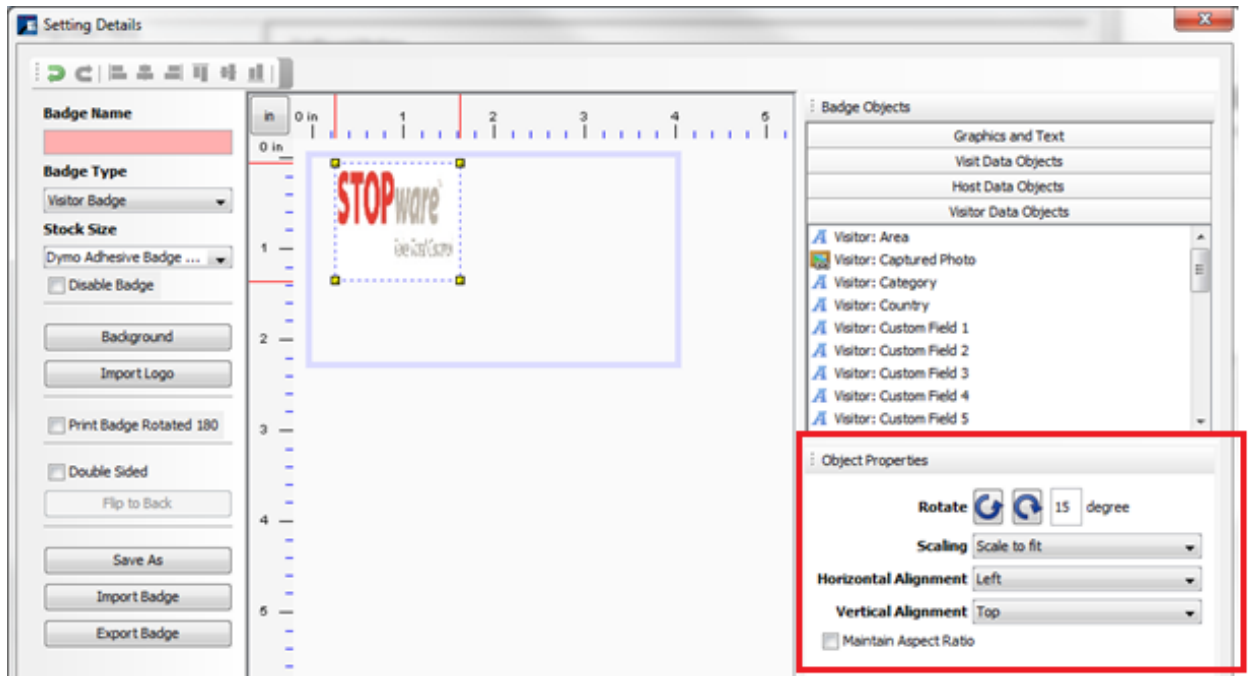 Setting Details
Badge Name
Badge Type
Visitor Badge
Stock Size
Dymo Adhesive Badge ...
Disable Badge
Background
Import Logo
Print Badge Rotated 180
Double Sided
Flip to Back
Save As
Import Badge
Export Badge
in
0 in 1 2 3 4 5
0 in
1
2
3
4
5
STOPware
Badge Objects
Graphics and Text
Visit Data Objects
Host Data Objects
Visitor Data Objects
Visitor: Area
Visitor: Captured Photo
Visitor: Category
Visitor: Country
Visitor: Custom Field 1
Visitor: Custom Field 2
Visitor: Custom Field 3
Visitor: Custom Field 4
Visitor: Custom Field 5
Object Properties
Rotate 15 degree
Scaling Scale to fit
Horizontal Alignment Left
Vertical Alignment Top
Maintain Aspect Ratio